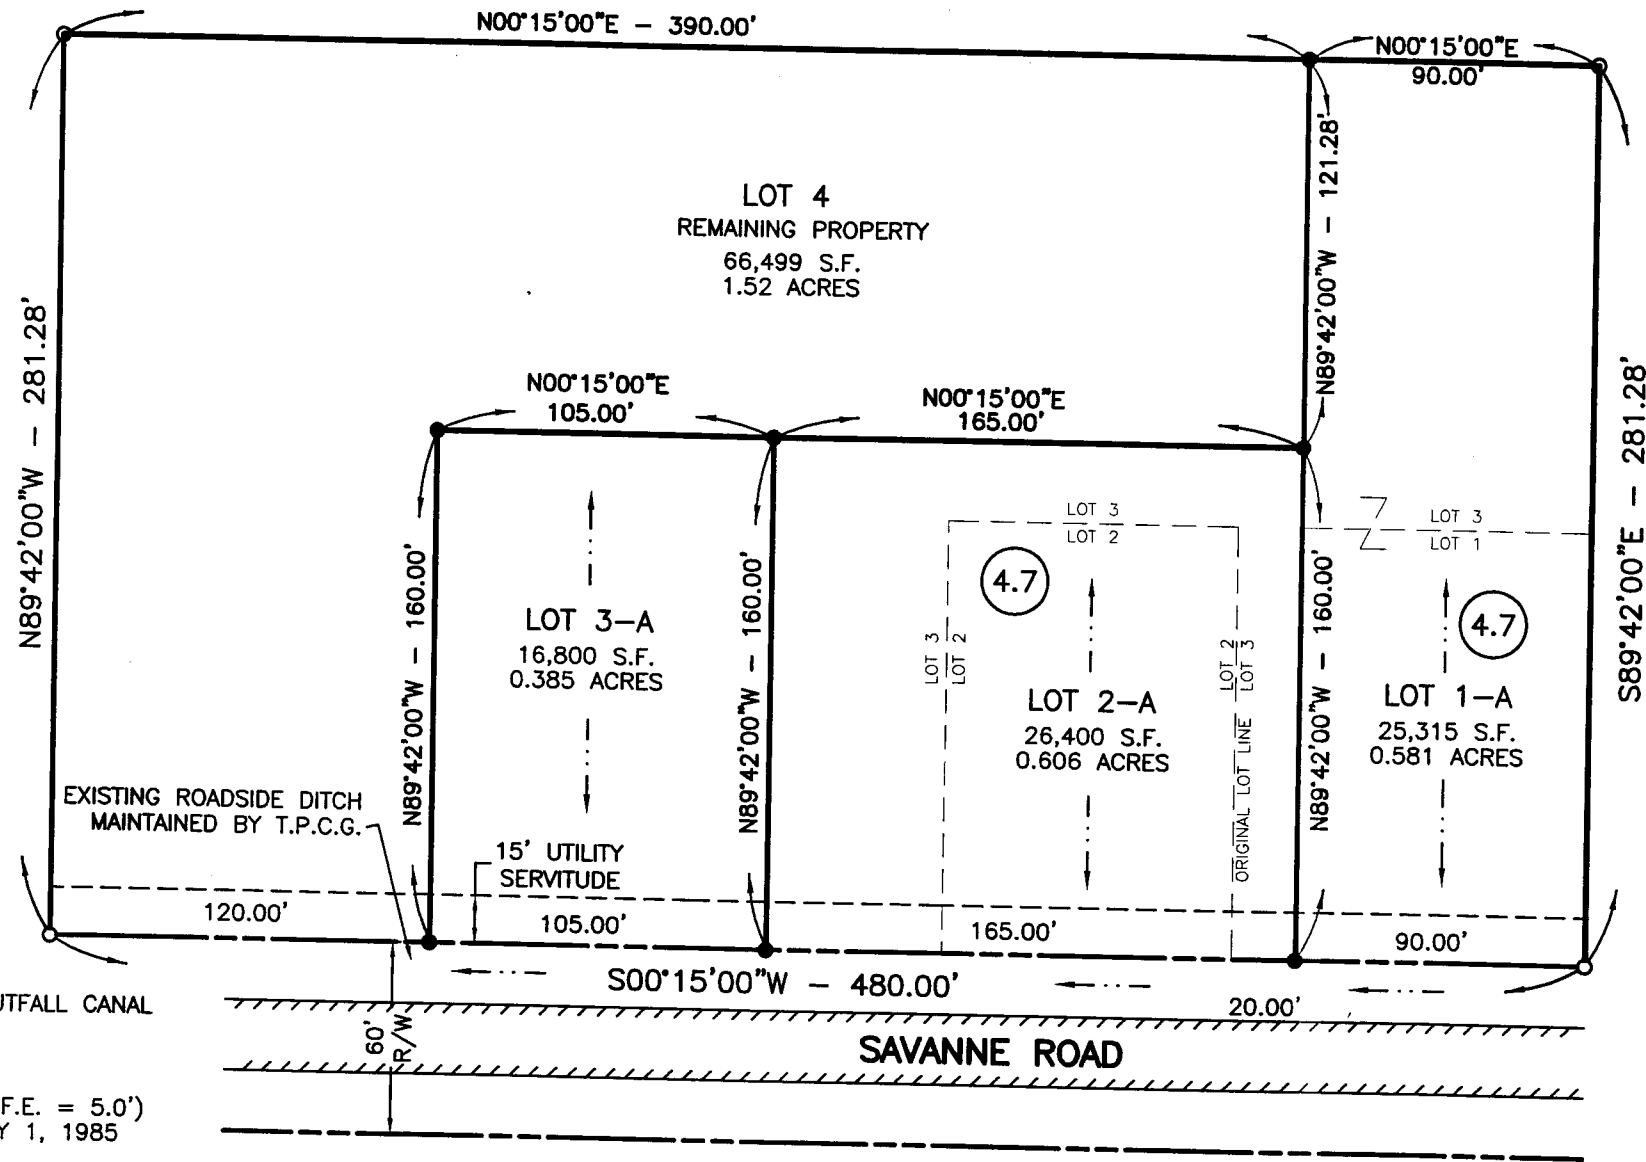 N00°15'00"E - 390.00'
N00°15'00"E
90.00'
N89°42'00"W - 121.28'
LOT 4
REMAINING PROPERTY
66,499 S.F.
1.52 ACRES
N89°42'00"W - 281.28'
S89°42'00"E - 281.28'
N00°15'00"E
105.00'
N00°15'00"E
165.00'
LOT 3
LOT 2
LOT 3
LOT 1
4.7
4.7
N89°42'00"W - 160.00'
LOT 3-A
16,800 S.F.
0.385 ACRES
N89°42'00"W - 160.00'
LOT 3
LOT 2
LOT 2-A
26,400 S.F.
0.606 ACRES
LOT 2
LOT 3
ORIGINAL LOT LINE
N89°42'00"W - 160.00'
LOT 1-A
25,315 S.F.
0.581 ACRES
EXISTING ROADSIDE DITCH
MAINTAINED BY T.P.C.G.
15' UTILITY
SERVITUDE
120.00'
105.00'
165.00'
90.00'
S00°15'00"W - 480.00'
UTFALL CANAL
20.00'
60'
R/W
SAVANNE ROAD
F.E. = 5.0')
Y 1, 1985